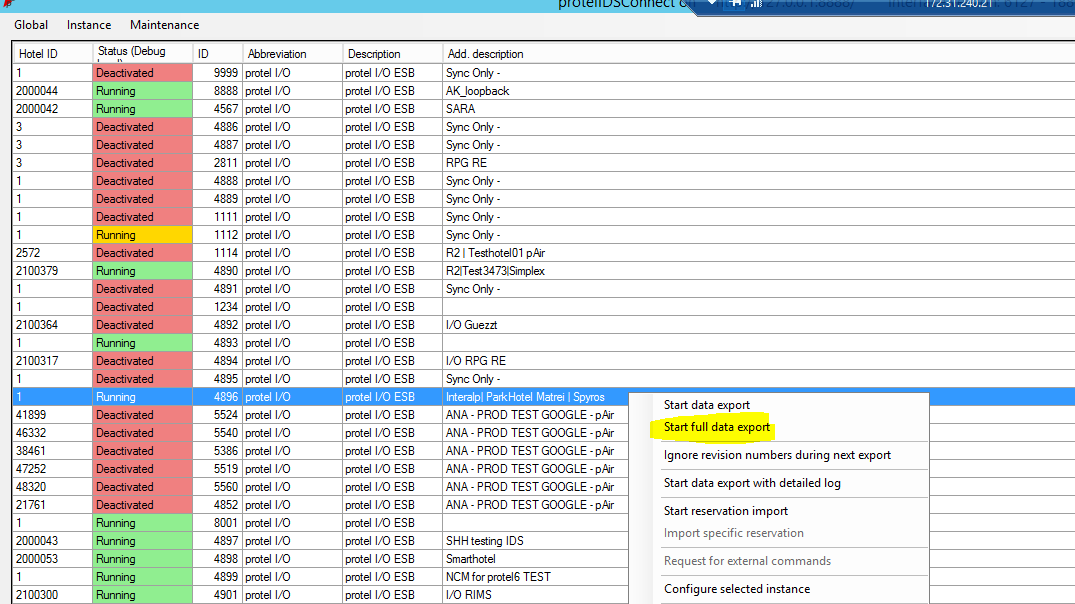 protelIDSConnect on
172.31.240.21
Global Instance Maintenance
Hotel ID Status (Debug ID Abbreviation Description Add. description
1 Deactivated 9999 protel I/O protel I/O ESB Sync Only -
2000044 Running 8888 protel I/O protel I/O ESB AK_loopback
2000042 Running 4567 protel I/O protel I/O ESB SARA
3 Deactivated 4886 protel I/O protel I/O ESB Sync Only -
3 Deactivated 4887 protel I/O protel I/O ESB Sync Only -
3 Deactivated 2811 protel I/O protel I/O ESB RPG RE
1 Deactivated 4888 protel I/O protel I/O ESB Sync Only -
1 Deactivated 4889 protel I/O protel I/O ESB Sync Only -
1 Deactivated 1111 protel I/O protel I/O ESB Sync Only -
1 Running 1112 protel I/O protel I/O ESB Sync Only -
2572 Deactivated 1114 protel I/O protel I/O ESB R2 | Testhotel01 pAir
2100379 Running 4890 protel I/O protel I/O ESB R2|Test3473|Simplex
1 Deactivated 4891 protel I/O protel I/O ESB Sync Only -
1 Deactivated 1234 protel I/O protel I/O ESB
2100364 Deactivated 4892 protel I/O protel I/O ESB I/O Guezzt
1 Running 4893 protel I/O protel I/O ESB
2100317 Deactivated 4894 protel I/O protel I/O ESB I/O RPG RE
1 Deactivated 4895 protel I/O protel I/O ESB Sync Only -
1 Running 4896 protel I/O protel I/O ESB Interalp| ParkHotel Matrei | Spyros
41899 Deactivated 5524 protel I/O protel I/O ESB ANA - PROD TEST GOOGLE - pAir
46332 Deactivated 5540 protel I/O protel I/O ESB ANA - PROD TEST GOOGLE - pAir
38461 Deactivated 5386 protel I/O protel I/O ESB ANA - PROD TEST GOOGLE - pAir
47252 Deactivated 5519 protel I/O protel I/O ESB ANA - PROD TEST GOOGLE - pAir
48320 Deactivated 5560 protel I/O protel I/O ESB ANA - PROD TEST GOOGLE - pAir
21761 Deactivated 4852 protel I/O protel I/O ESB ANA - PROD TEST GOOGLE - pAir
1 Running 8001 protel I/O protel I/O ESB
2000043 Running 4897 protel I/O protel I/O ESB SHH testing IDS
2000053 Running 4898 protel I/O protel I/O ESB Smarthotel
1 Running 4899 protel I/O protel I/O ESB NCM for protel6 TEST
2100300 Running 4901 protel I/O protel I/O ESB I/O RIMS
Start data export
Start full data export
Ignore revision numbers during next export
Start data export with detailed log
Start reservation import
Import specific reservation
Request for external commands
Configure selected instance